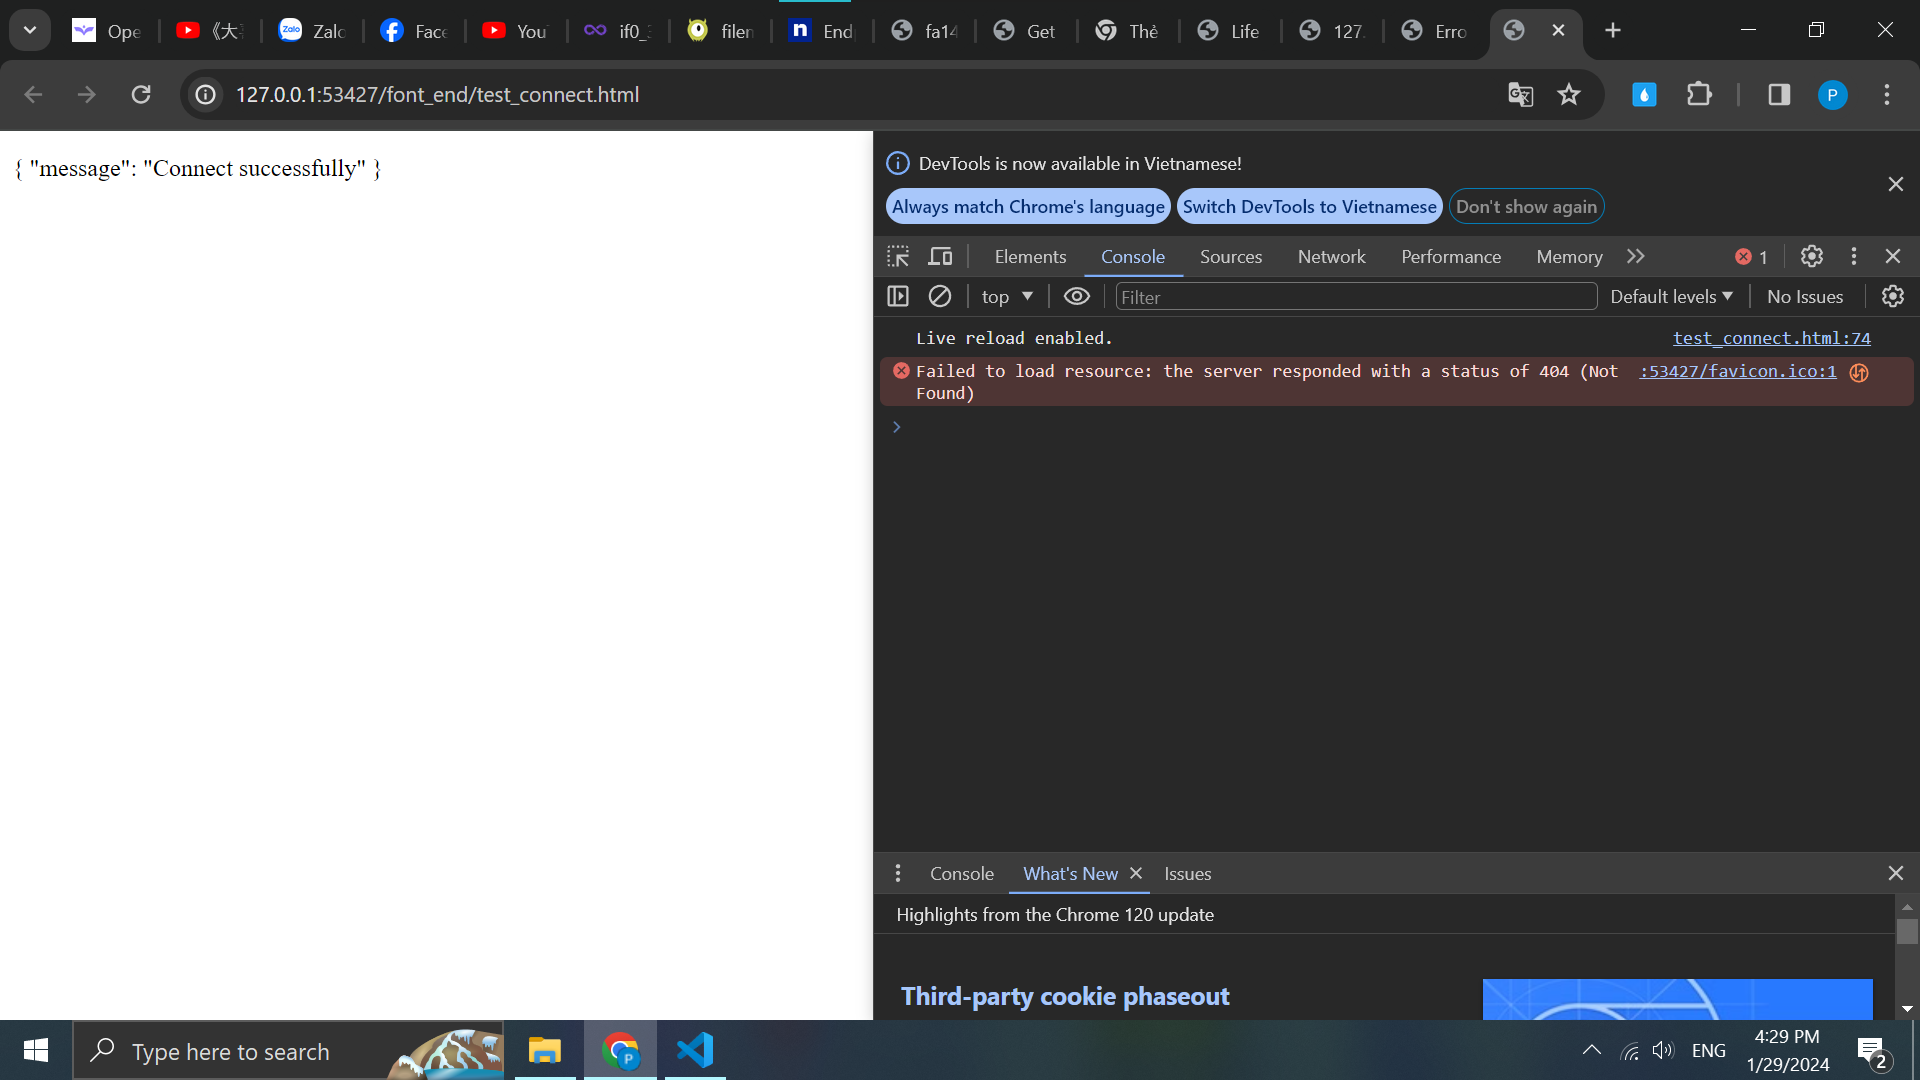 Ope
《大
Zalo
Face
You
if0_3
filen
End
fa14
Get
Thẻ
Life
127.
Erro
127.0.0.1:53427/font_end/test_connect.html
P
{ "message": "Connect successfully" }
DevTools is now available in Vietnamese!
Always match Chrome's language
Switch DevTools to Vietnamese
Don't show again
Elements
Console
Sources
Network
Performance
Memory
1
top
Filter
Default levels
No Issues
Live reload enabled.
test_connect.html:74
Failed to load resource: the server responded with a status of 404 (Not
Found)
:53427/favicon.ico:1
Console
What's New
Issues
Highlights from the Chrome 120 update
Third-party cookie phaseout
Type here to search
P
ENG
4:29 PM
1/29/2024
2